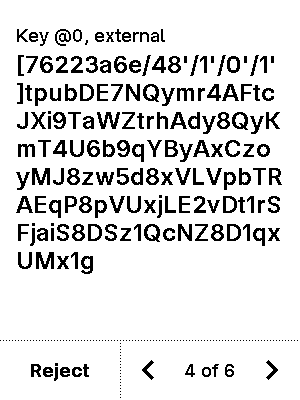 Key @0, external
[76223a6e/48'/1'/0'/1'
]tpubDE7NQymr4AFtc
JXi9TaWZtrhAdy8QyK
mT4U6b9qYByAxCzo
yMJ8zw5d8xVLVpbTR
AEqP8pVUxjLE2vDt1rS
FjaiS8DSz1QcNZ8D1qx
UMx1g
Reject
4 of 6